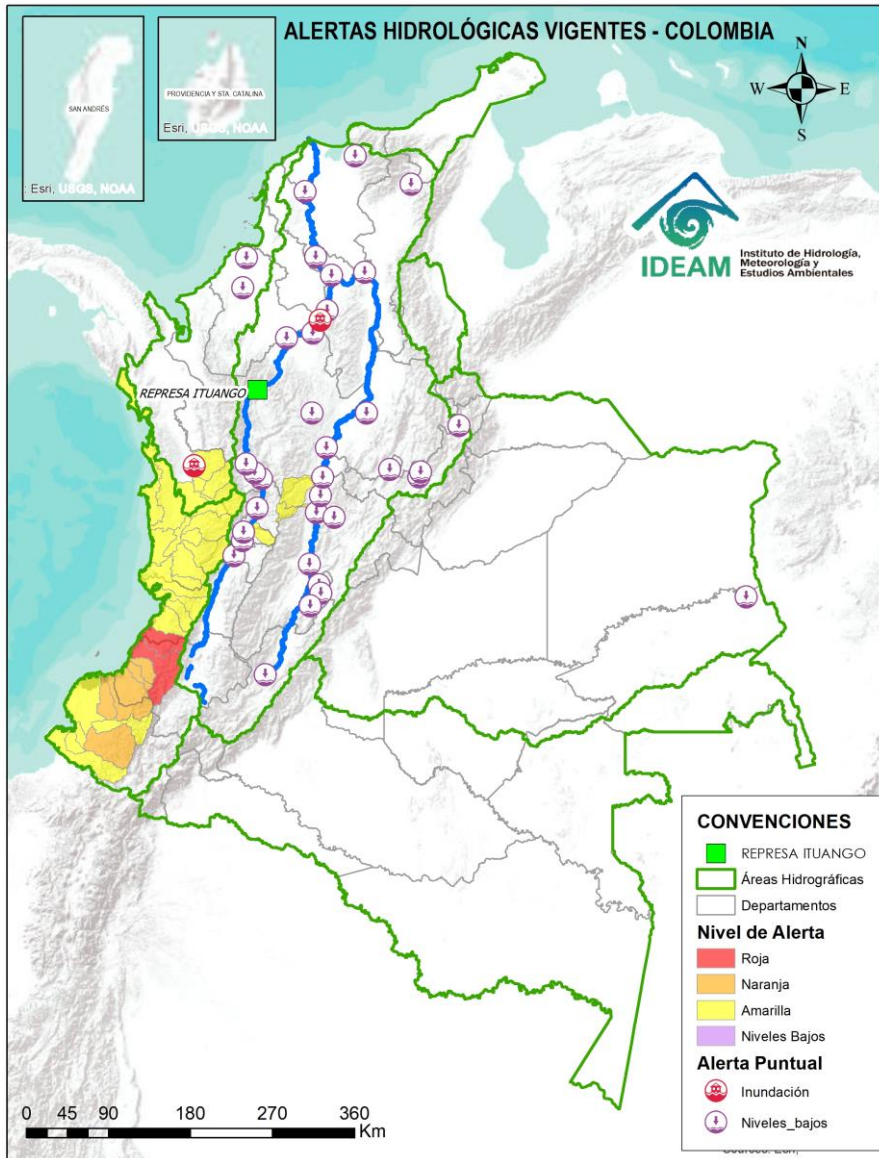 ALERTAS HIDROLÓGICAS VIGENTES - COLOMBIA
SAN ANDRÉS
: Esri, USGS, NOAA
PROVIDENCIA Y STA. CATALINA
Esri, USGS, NOAA
N
W
E
S
IDEAM
Instituto de Hidrología,
Meteorología y
Estudios Ambientales
REPRESA ITUANGO
CONVENCIONES
REPRESA ITUANGO
Áreas Hidrográficas
Departamentos
Nivel de Alerta
Roja
Naranja
Amarilla
Niveles Bajos
Alerta Puntual
Inundación
Niveles_bajos
Sources: Esri,
0 45 90 180 270 360
Km